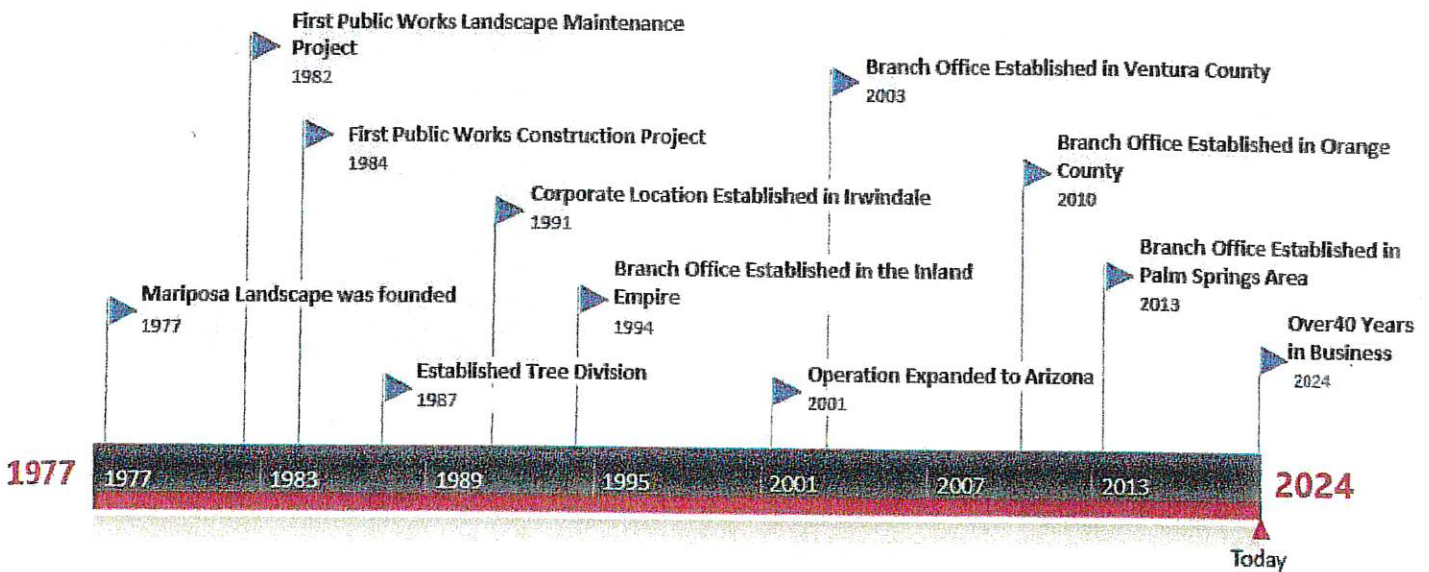 First Public Works Landscape Maintenance
Project
1982
Branch Office Established in Ventura County
2003
First Public Works Construction Project
1984
Branch Office Established in Orange
County
2010
Corporate Location Established in Irwindale
1991
Branch Office Established in
Palm Springs Area
2013
Branch Office Established in the Inland
Empire
1994
Mariposa Landscape was founded
1977
Over40 Years
in Business
2024
Established Tree Division
1987
Operation Expanded to Arizona
2001
1977
1977
1983
1989
1995
2001
2007
2013
2024
Today